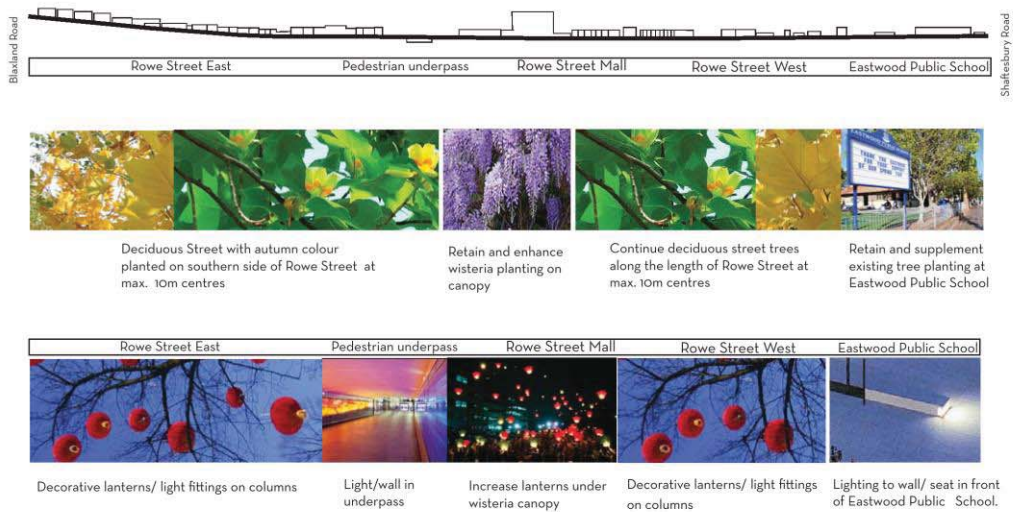 Blaxland Road
Rowe Street East
Pedestrian underpass
Rowe Street Mall
Rowe Street West
Eastwood Public School
Shaftesbury Road
Deciduous Street with autumn colour
planted on southern side of Rowe Street at
max. 10m centres
Retain and enhance
wisteria planting on
canopy
Continue deciduous street trees
along the length of Rowe Street at
max. 10m centres
Retain and supplement
existing tree planting at
Eastwood Public School
Rowe Street East
Pedestrian underpass
Rowe Street Mall
Rowe Street West
Eastwood Public School
Decorative lanterns/ light fittings on columns
Light/wall in
underpass
Increase lanterns under
wisteria canopy
Decorative lanterns/ light fittings
on columns
Lighting to wall/ seat in front
of Eastwood Public School.